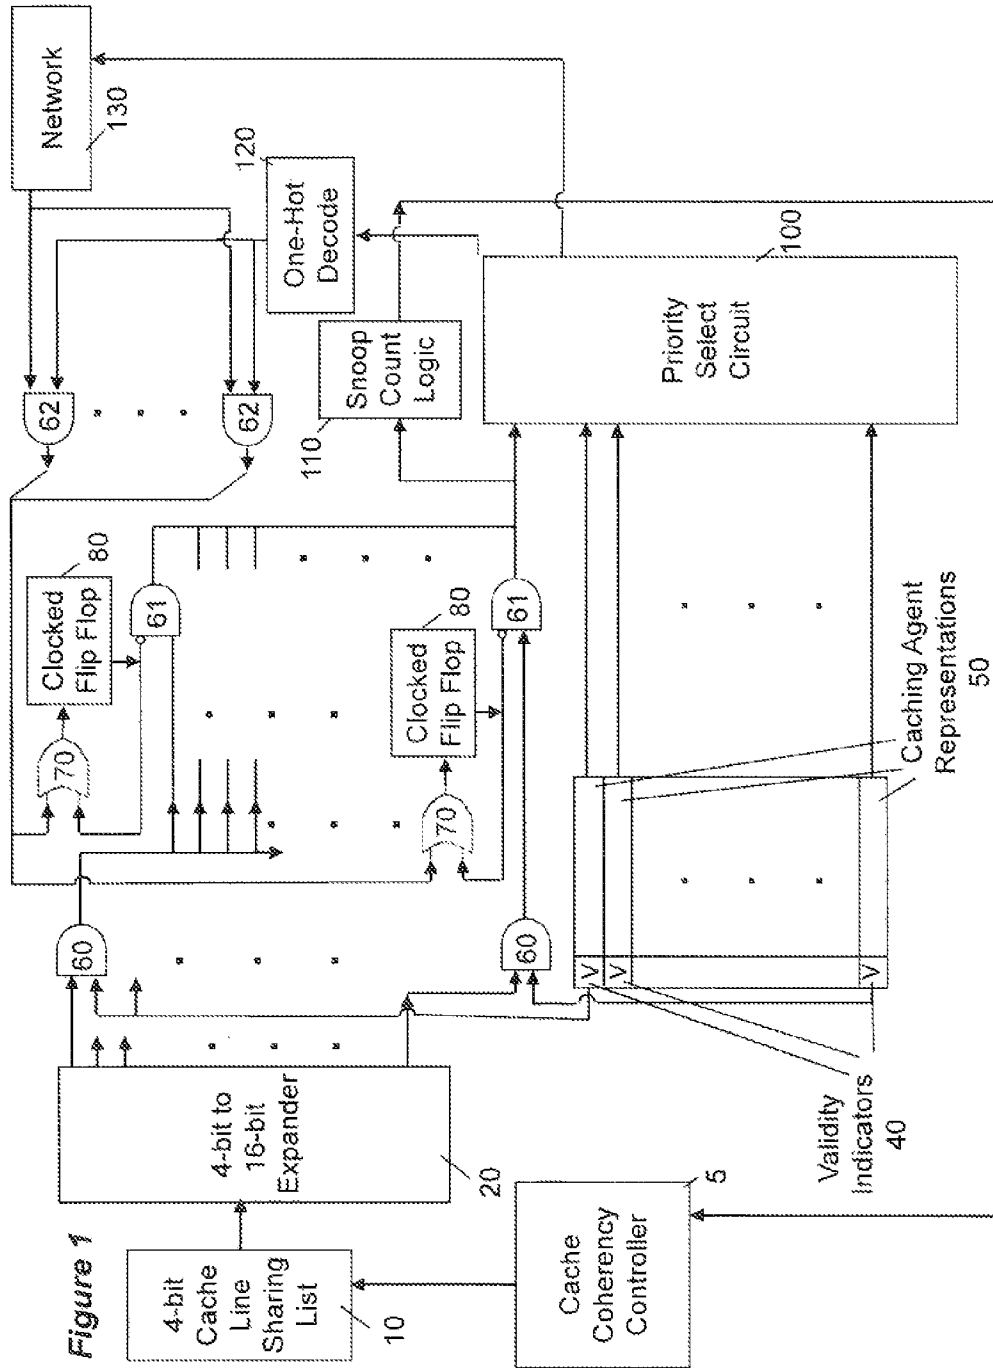 Figure 1
4-bit
Cache
Line
Sharing
List
10
4-bit to
16-bit
Expander
20
Cache
Coherency
Controller
5
60
60
Validity
Indicators
40
V
V
V
Caching Agent
Representations
50
70
Clocked
Flip Flop
80
61
70
Clocked
Flip Flop
80
61
62
62
Snoop
Count
Logic
110
One-Hot
Decode
120
Network
130
Priority
Select
Circuit
100